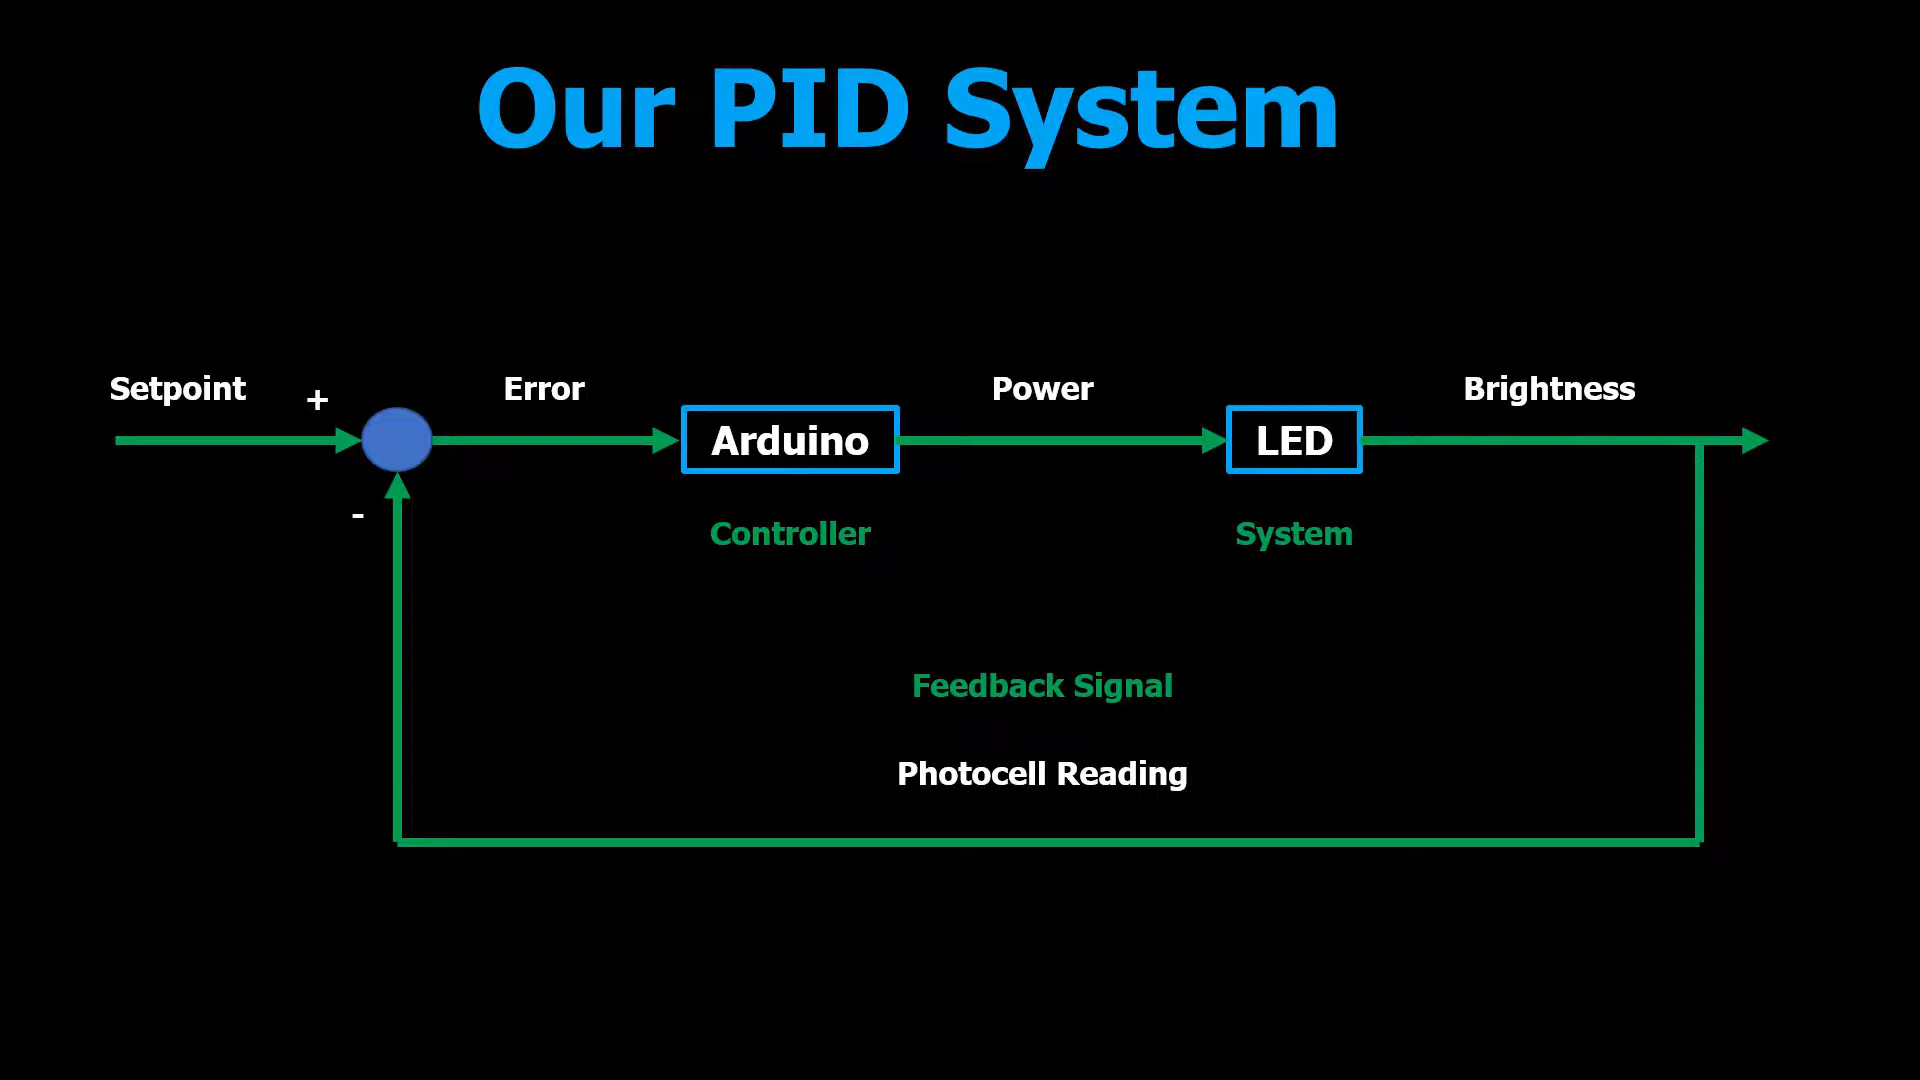 Our PID System
Setpoint
+
Error
Power
Brightness
Arduino
LED
-
Controller
System
Feedback Signal
Photocell Reading